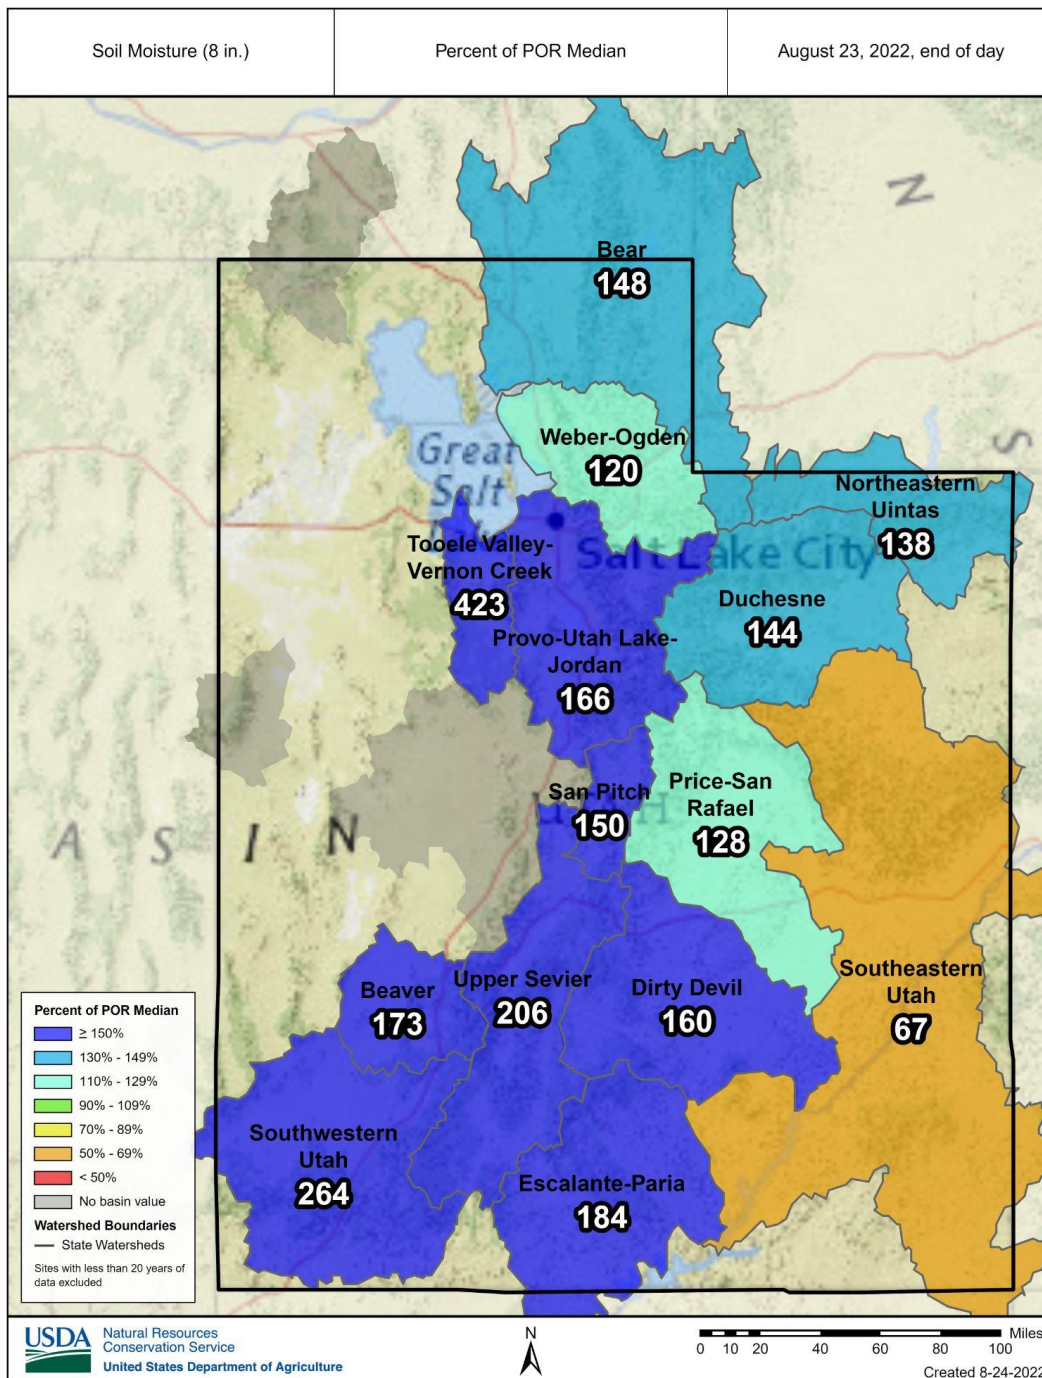 Soil Moisture (8 in.)
Percent of POR Median
August 23, 2022, end of day
N
Bear
148
Weber-Ogden
120
Great
Salt
S
Northeastern
Uintas
138
Tooele Valley-
Vernon Creek
423
Salt Lake City
Duchesne
144
Provo-Utah Lake-
Jordan
166
San Pitch
150
Price-San
Rafael
128
A S I N
Southeastern
Utah
67
Beaver
173
Upper Sevier
206
Dirty Devil
160
Southwestern
Utah
264
Escalante-Paria
184
Percent of POR Median
≥ 150%
130% - 149%
110% - 129%
90% - 109%
70% - 89%
50% - 69%
< 50%
No basin value
Watershed Boundaries
State Watersheds
Sites with less than 20 years of
data excluded
USDA
Natural Resources
Conservation Service
United States Department of Agriculture
N
Miles
0 10 20 40 60 80 100
Created 8-24-2022